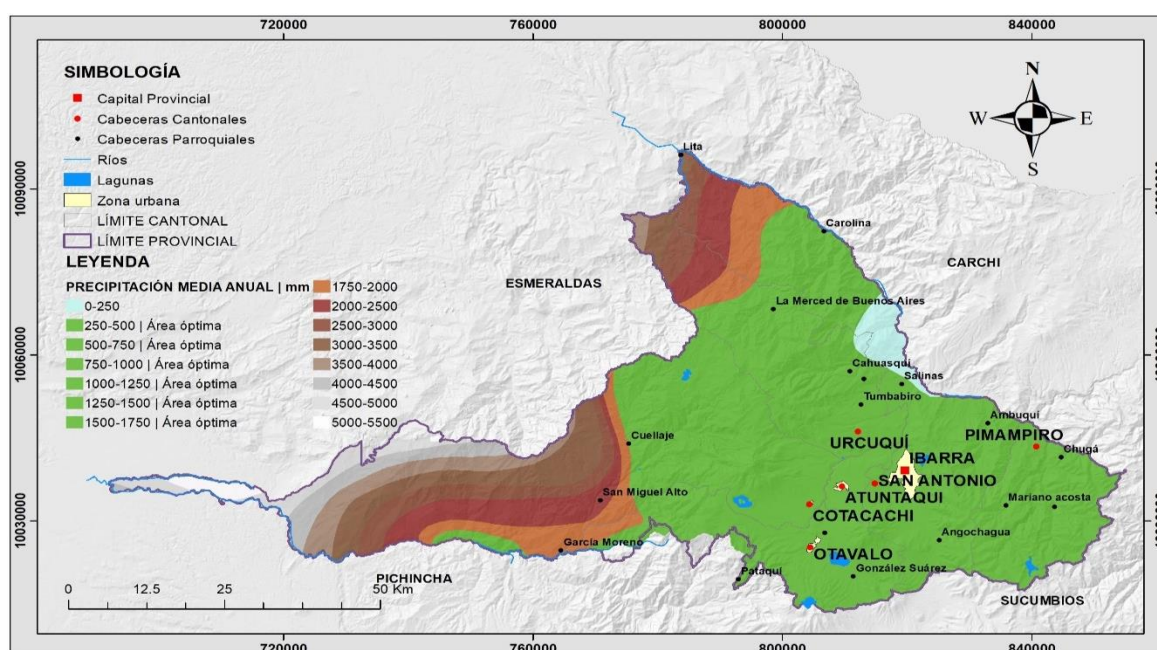 720000 760000 800000 840000
SIMBOLOGÍA
Capital Provincial
Cabeceras Cantonales
Cabeceras Parroquiales
Ríos
Lagunas
Zona urbana
LÍMITE CANTONAL
LÍMITE PROVINCIAL
LEYENDA
PRECIPITACIÓN MEDIA ANUAL | mm
0-250
250-500 | Área óptima
500-750 | Área óptima
750-1000 | Área óptima
1000-1250 | Área óptima
1250-1500 | Área óptima
1500-1750 | Área óptima
1750-2000
2000-2500
2500-3000
3000-3500
3500-4000
4000-4500
4500-5000
5000-5500
N
W E
S
10090000
10060000
10030000
Lita
Carolina
CARCHI
ESMERALDAS
La Merced de Buenos Aires
Cahuasquí
Salinas
Tumbabiro
Ambuquí
URCUQUÍ
PIMAMPIRO
Cuellaje
IBARRA
Chugá
SAN ANTONIO
San Miguel Alto
ATUNTAQUI
Mariano acosta
COTACACHI
Angochagua
García Moreno
OTAVALO
PICHINCHA
Pataquí
González Suárez
SUCUMBIOS
0 12.5 25 50 Km
720000 760000 800000 840000